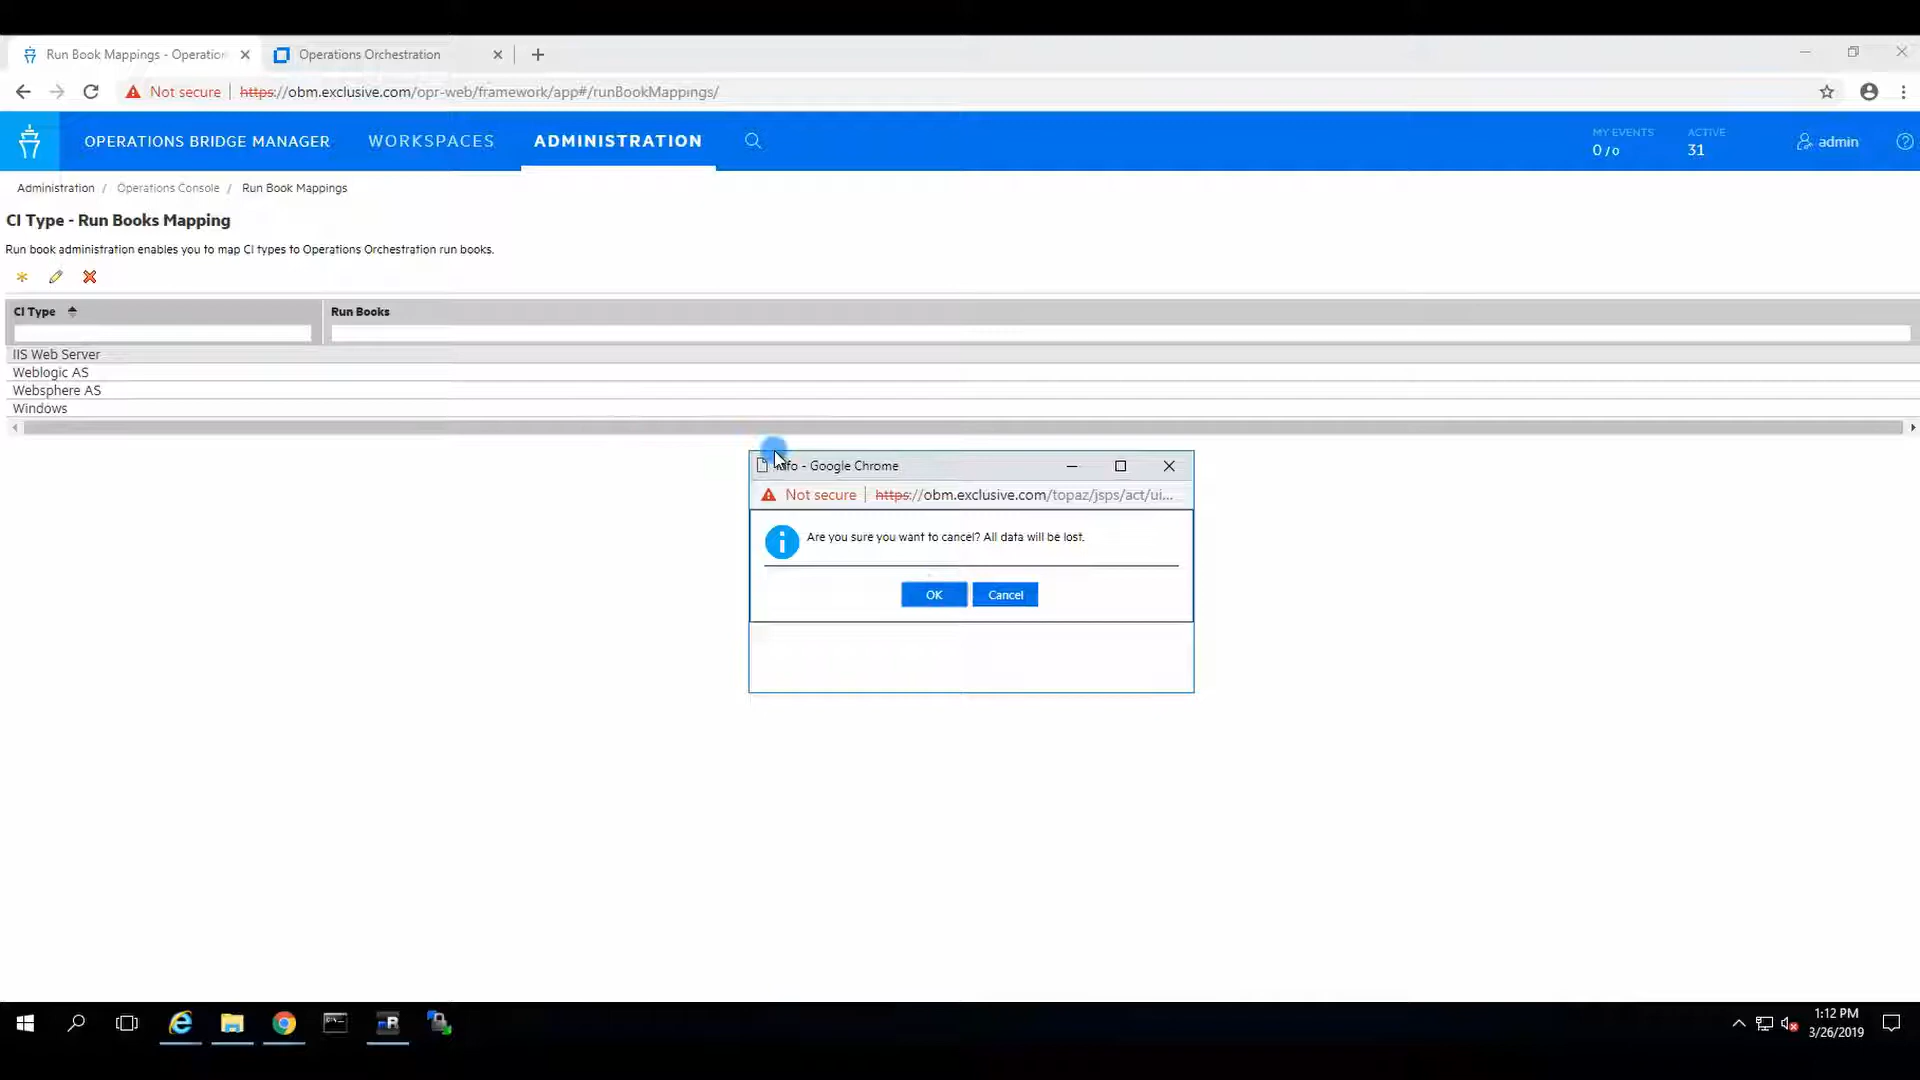 Run Book Mappings - Operation
Operations Orchestration
Not secure
https://obm.exclusive.com/opr-web/framework/app#/runBookMappings/
OPERATIONS BRIDGE MANAGER
WORKSPACES
ADMINISTRATION
MY EVENTS
0 / 0
ACTIVE
31
admin
Administration / Operations Console / Run Book Mappings
CI Type - Run Books Mapping
Run book administration enables you to map CI types to Operations Orchestration run books.
CI Type
Run Books
IIS Web Server
Weblogic AS
Websphere AS
Windows
Info - Google Chrome
Not secure
https://obm.exclusive.com/topaz/jsps/act/ui...
Are you sure you want to cancel? All data will be lost.
OK
Cancel
1:12 PM
3/26/2019